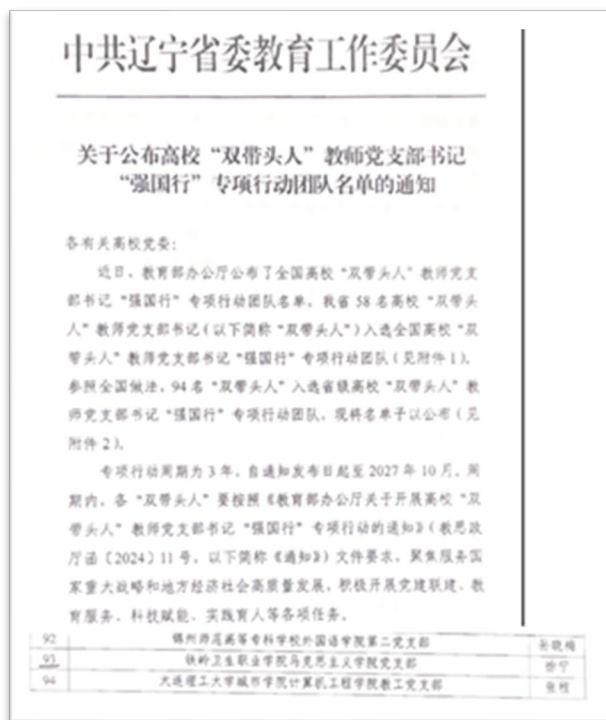 中共辽宁省委教育工作委员会
关于公布高校“双带头人”教师党支部书记
“强国行”专项行动团队名单的通知
各有关高校党委：
近日，教育部办公厅公布了全国高校“双带头人”教师党支
部书记“强国行”专项行动团队名单，我省58名高校“双带头
人”教师党支部书记（以下简称“双带头人”）入选全国高校“双
带头人”教师党支部书记“强国行”专项行动团队（见附件1）。
参照全国做法，94名“双带头人”入选省级高校“双带头人”教
师党支部书记“强国行”专项行动团队，现将名单予以公布（见
附件2）。
专项行动周期为3年，自通知发布日起至2027年10月。周
期内，各“双带头人”要按照《教育部办公厅关于开展高校“双
带头人”教师党支部书记“强国行”专项行动的通知》（教思政
厅函〔2024〕11号，以下简称《通知》）文件要求，聚焦服务国
家重大战略和地方经济社会高质量发展，积极开展党建联建、教
育服务、科技赋能、实践育人等各项任务。
92 锦州师范高等专科学校外国语学院第二党支部 孙晓梅
93 铁岭卫生职业学院马克思主义学院党支部 徐宁
94 大连理工大学城市学院计算机工程学院教工党支部 张程